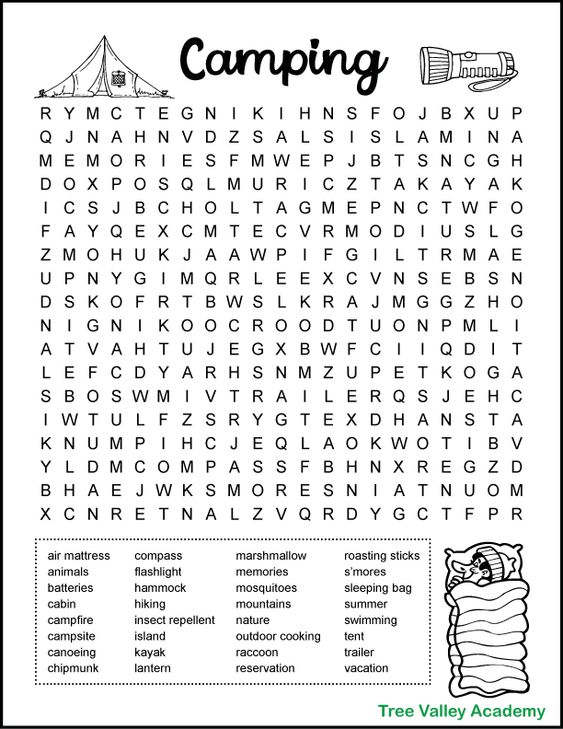 Camping
R Y M C T E G N I K I H N S F O J B X U P
Q J N A H N V D Z S A L S I S L A M I N A
M E M O R I E S F M W E P J B T S N C G H
D O X P O S Q L M U R I C Z T A K A Y A K
I C S J B C H O L T A G M E P N C T W F O
F A Y Q E X C M T E C V R M O D I U S L G
Z M O H U K J A A W P I F G I L T R M A E
U P N Y G I M Q R L E E X C V N S E B S N
D S K O F R T B W S L K R A J M G G Z H O
N I G N I K O O C R O O D T U O N P M L I
A T V A H T U J E G X B W F C I I Q D I T
L E F C D Y A R H S N M Z U P E T K O G A
S B O S W M I V T R A I L E R Q S J E H C
I W T U L F Z S R Y G T E X D H A N S T A
K N U M P I H C J E Q L A O K W O T I B V
Y L D M C O M P A S S F B H N X R E G Z D
B H A E J W K S M O R E S N I A T N U O M
X C N R E T N A L Z V Q R D Y G C T F P R
air mattress compass marshmallow roasting sticks
animals flashlight memories s'mores
batteries hammock mosquitoes sleeping bag
cabin hiking mountains summer
campfire insect repellent nature swimming
campsite island outdoor cooking tent
canoeing kayak raccoon trailer
chipmunk lantern reservation vacation
Tree Valley Academy